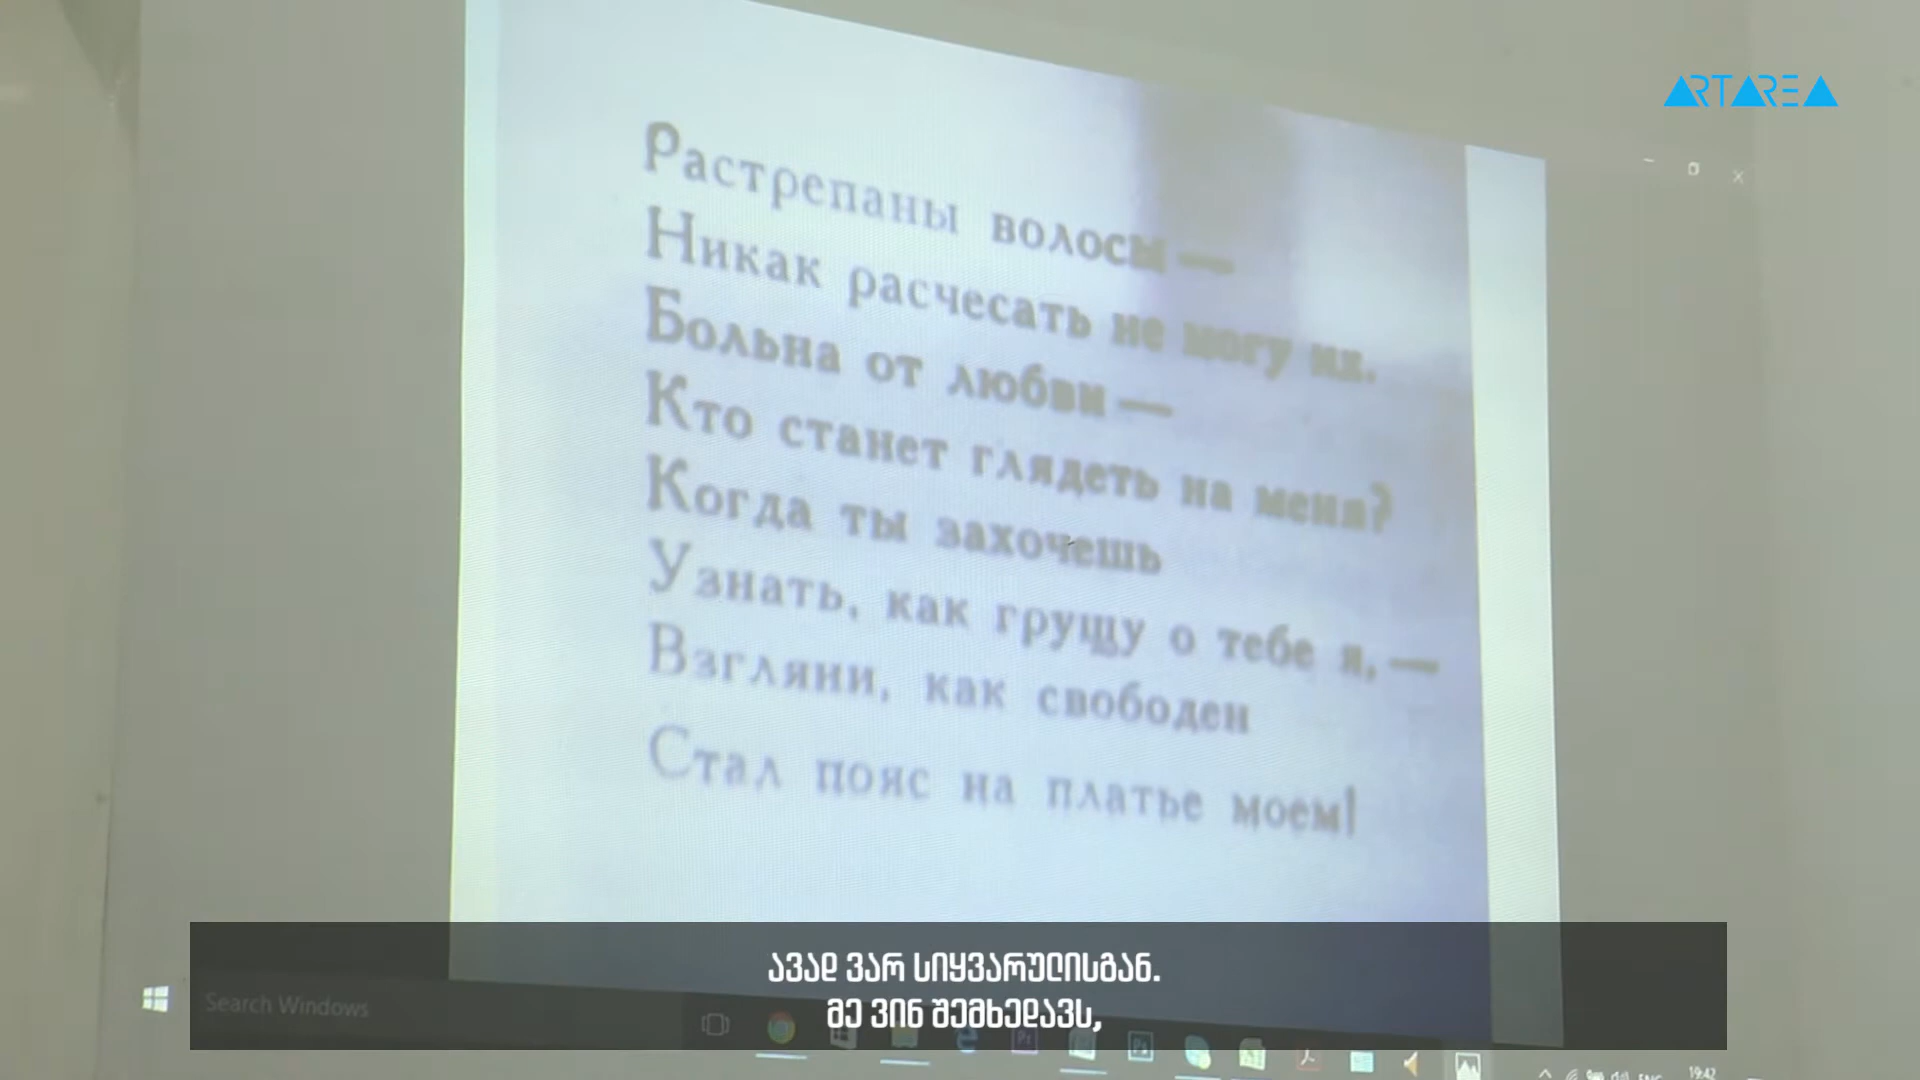 ARTAREA
Растрепаны волосы —
Никак расчесать не могу их.
Больна от любви —
Кто станет глядеть на меня?
Когда ты захочешь
Узнать, как грущу о тебе я, —
Взгляни, как свободен
Стал пояс на платье моем!
ავად ვარ სიყვარულისგან.
მე ვინ შემხედავს,
Search Windows
19:42